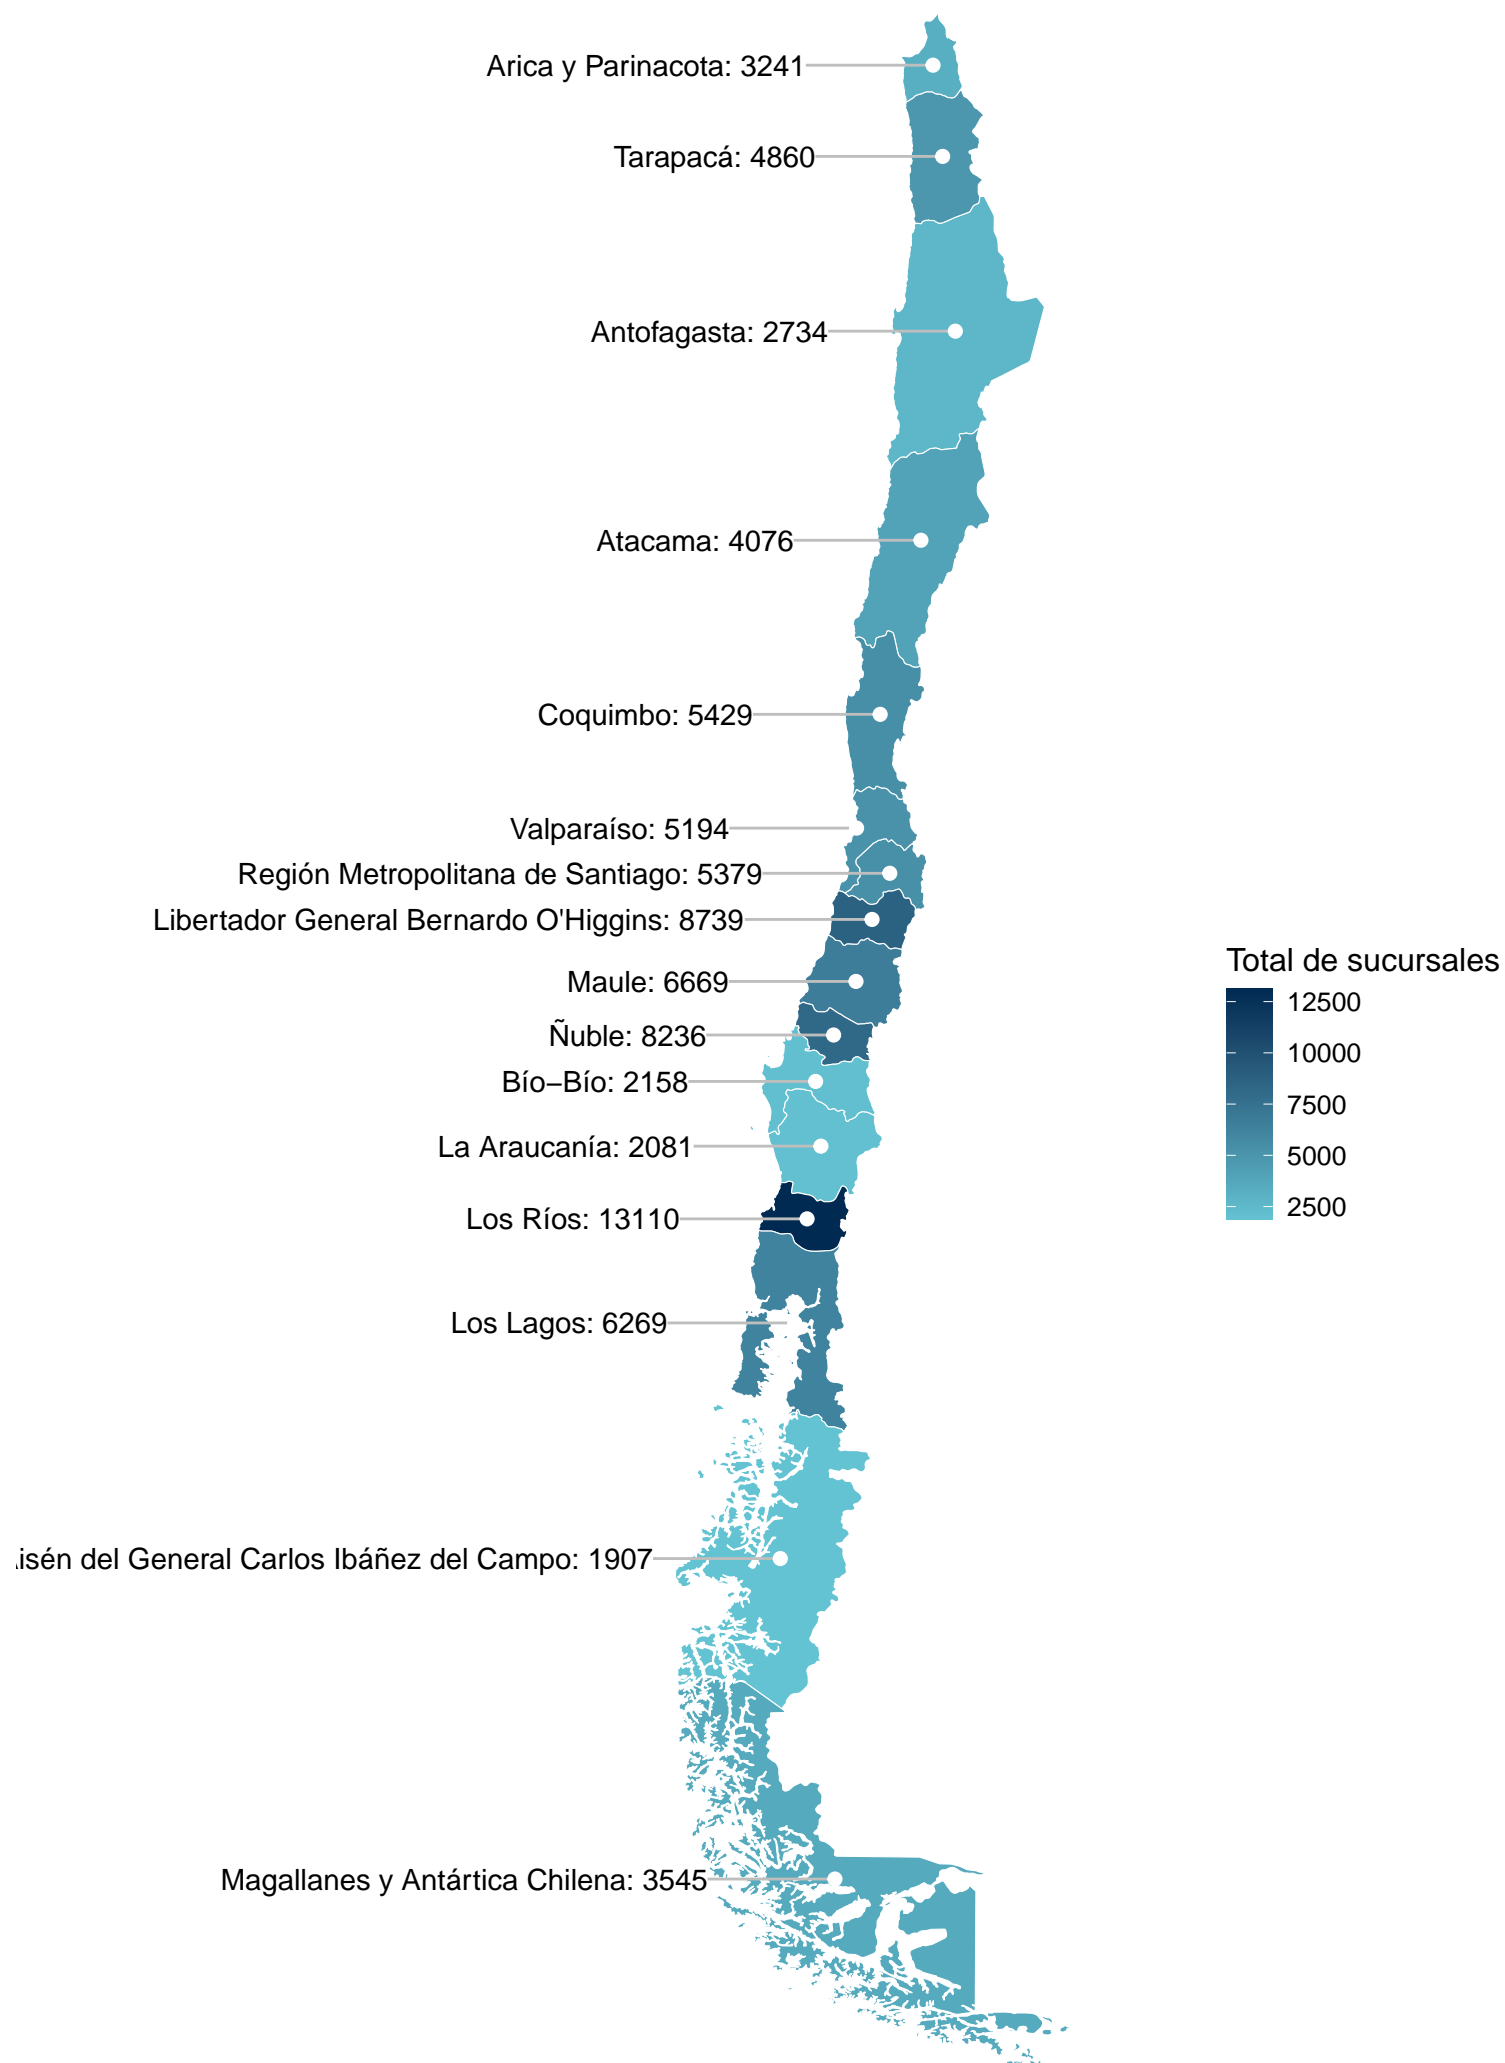 Arica y Parinacota: 3241
Tarapacá: 4860
Antofagasta: 2734
Atacama: 4076
Coquimbo: 5429
Valparaíso: 5194
Región Metropolitana de Santiago: 5379
Libertador General Bernardo O'Higgins: 8739
Maule: 6669
Ñuble: 8236
Bío−Bío: 2158
La Araucanía: 2081
Los Ríos: 13110
Los Lagos: 6269
isén del General Carlos Ibáñez del Campo: 1907
Magallanes y Antártica Chilena: 3545
Total de sucursales
12500
10000
7500
5000
2500